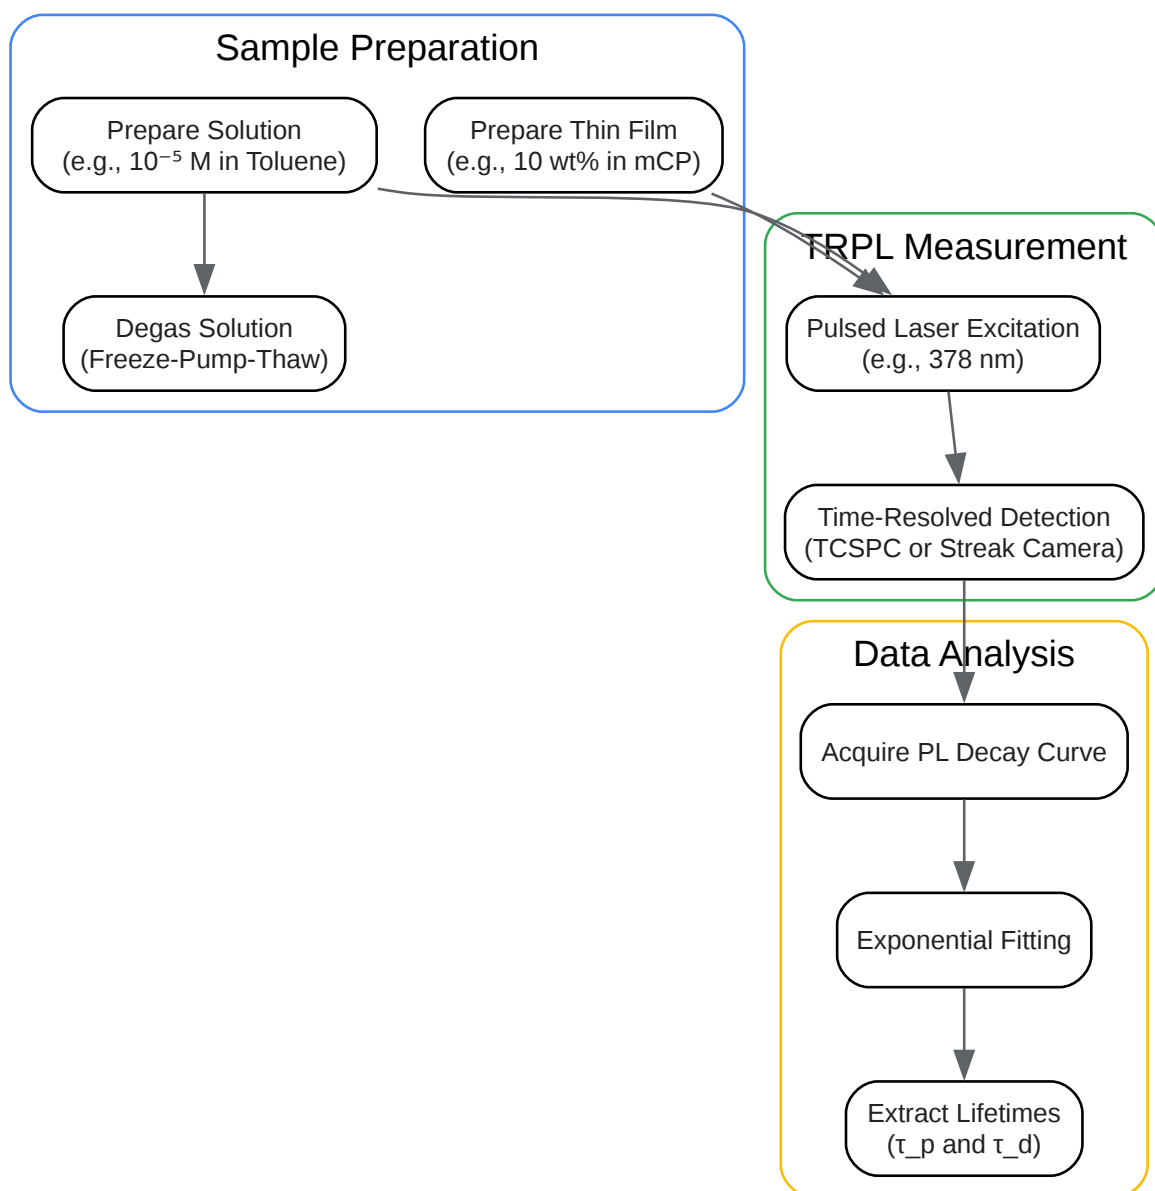 Sample Preparation
Prepare Solution
(e.g., 10⁻⁵ M in Toluene)
Prepare Thin Film
(e.g., 10 wt% in mCP)
Degas Solution
(Freeze-Pump-Thaw)
TRPL Measurement
Pulsed Laser Excitation
(e.g., 378 nm)
Time-Resolved Detection
(TCSPC or Streak Camera)
Data Analysis
Acquire PL Decay Curve
Exponential Fitting
Extract Lifetimes
(τ_p and τ_d)